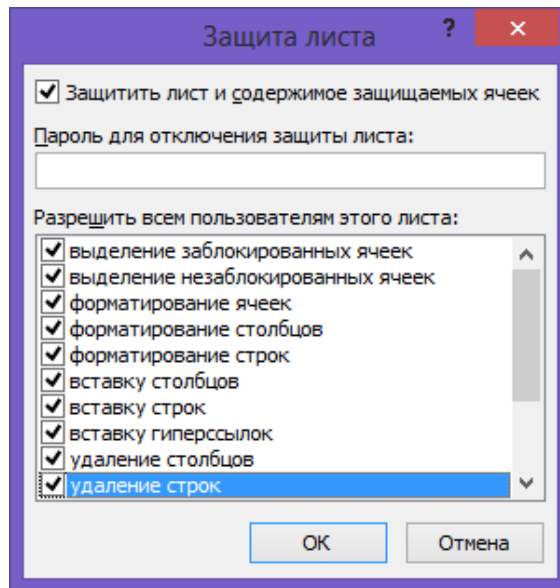 Защита листа
?
×
Защитить лист и содержимое защищаемых ячеек
Пароль для отключения защиты листа:
Разрешить всем пользователям этого листа:
выделение заблокированных ячеек
выделение незаблокированных ячеек
форматирование ячеек
форматирование столбцов
форматирование строк
вставку столбцов
вставку строк
вставку гиперссылок
удаление столбцов
удаление строк
ОК Отмена